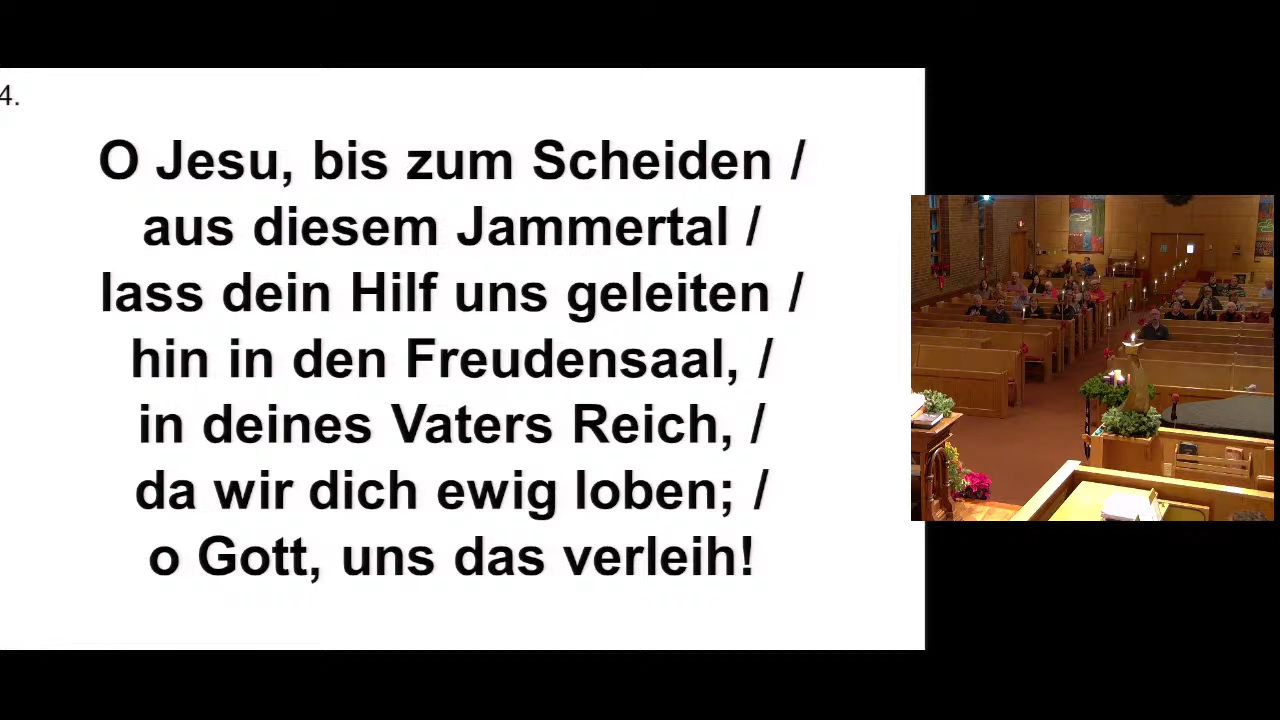 4.
O Jesu, bis zum Scheiden /
aus diesem Jammertal /
lass dein Hilf uns geleiten /
hin in den Freudensaal, /
in deines Vaters Reich, /
da wir dich ewig loben; /
o Gott, uns das verleih!